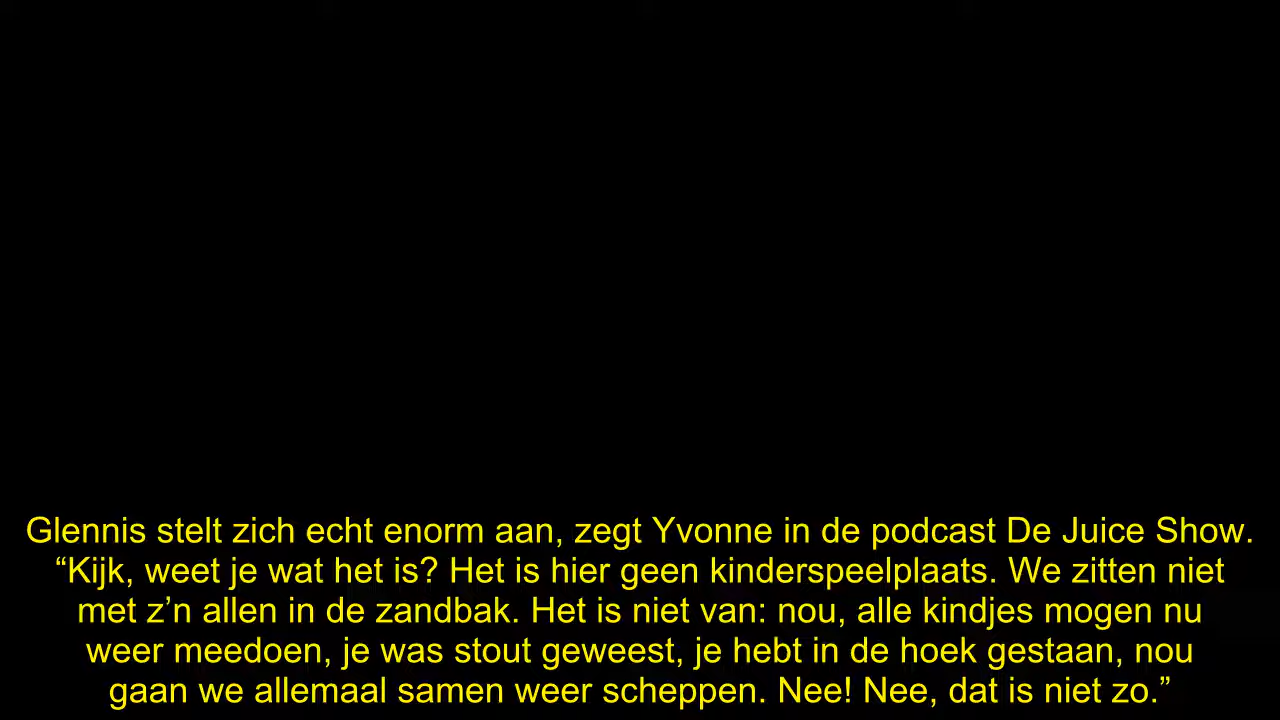 Glennis stelt zich echt enorm aan, zegt Yvonne in de podcast De Juice Show.
“Kijk, weet je wat het is? Het is hier geen kinderspeelplaats. We zitten niet
met z’n allen in de zandbak. Het is niet van: nou, alle kindjes mogen nu
weer meedoen, je was stout geweest, je hebt in de hoek gestaan, nou
gaan we allemaal samen weer scheppen. Nee! Nee, dat is niet zo.”